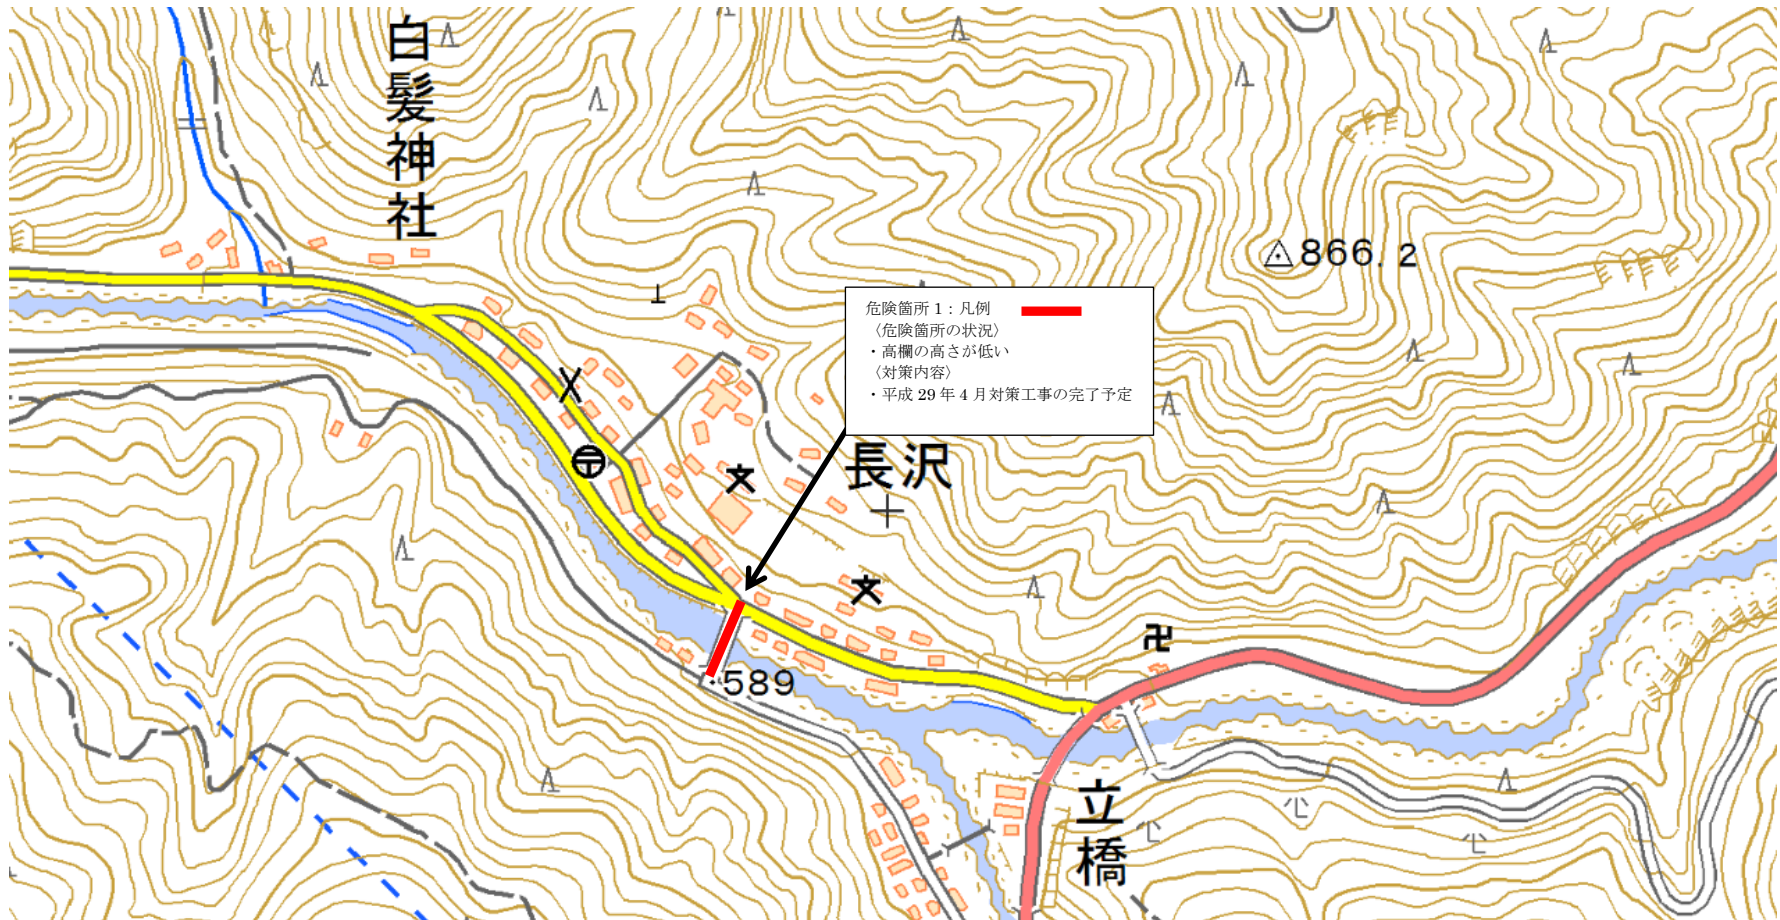 白髪神社
866.2
危険箇所1：凡例
〈危険箇所の状況〉
・高欄の高さが低い
〈対策内容〉
・平成29年4月対策工事の完了予定
長沢
589
立橋